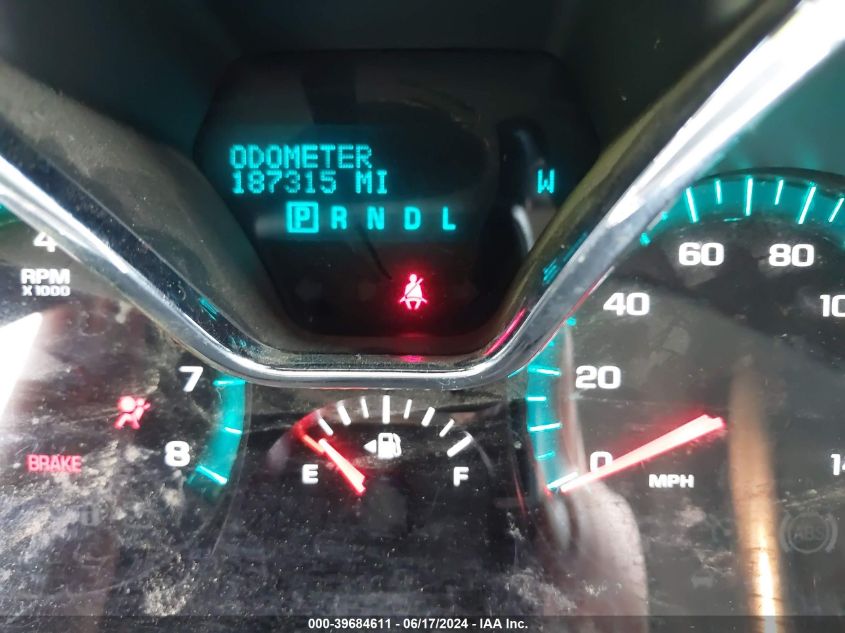 ODOMETER
187315 MI W
P R N D L
4
RPM
X 1000
7
8
BRAKE
E F
0
20
40
60
80
MPH
ABS
000-39684611 - 06/17/2024 - IAA Inc.